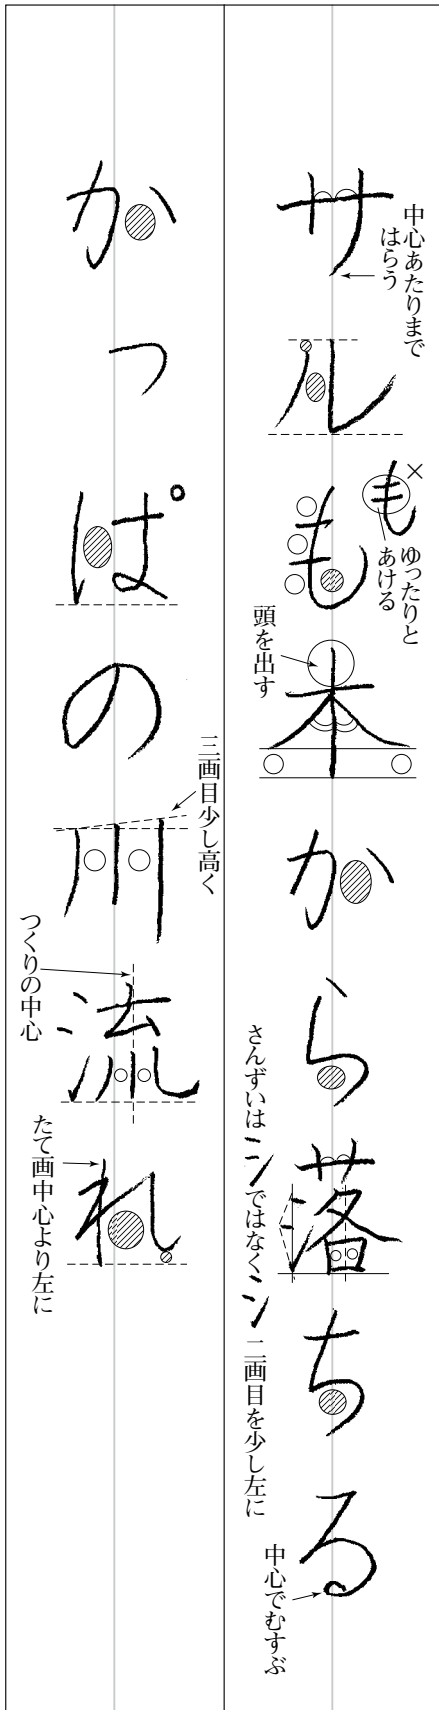 サルも木から落ちる
中心あたりまで
はらう
×
も
ゆったりと
あける
頭を出す
さんずいはシではなくシ二画目を少し左に
中心でむすぶ
かっぱの川流れ
三画目少し高く
つくりの中心
たて画中心より左に